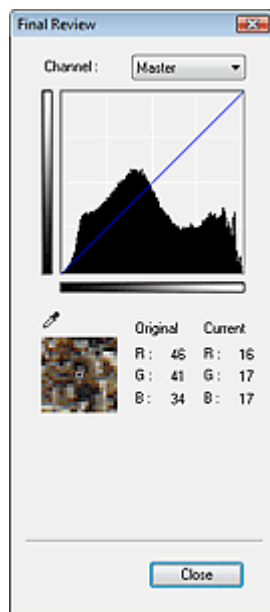 Final Review
Channel : Master
Original Current
R : 46 R : 16
G : 41 G : 17
B : 34 B : 17
Close